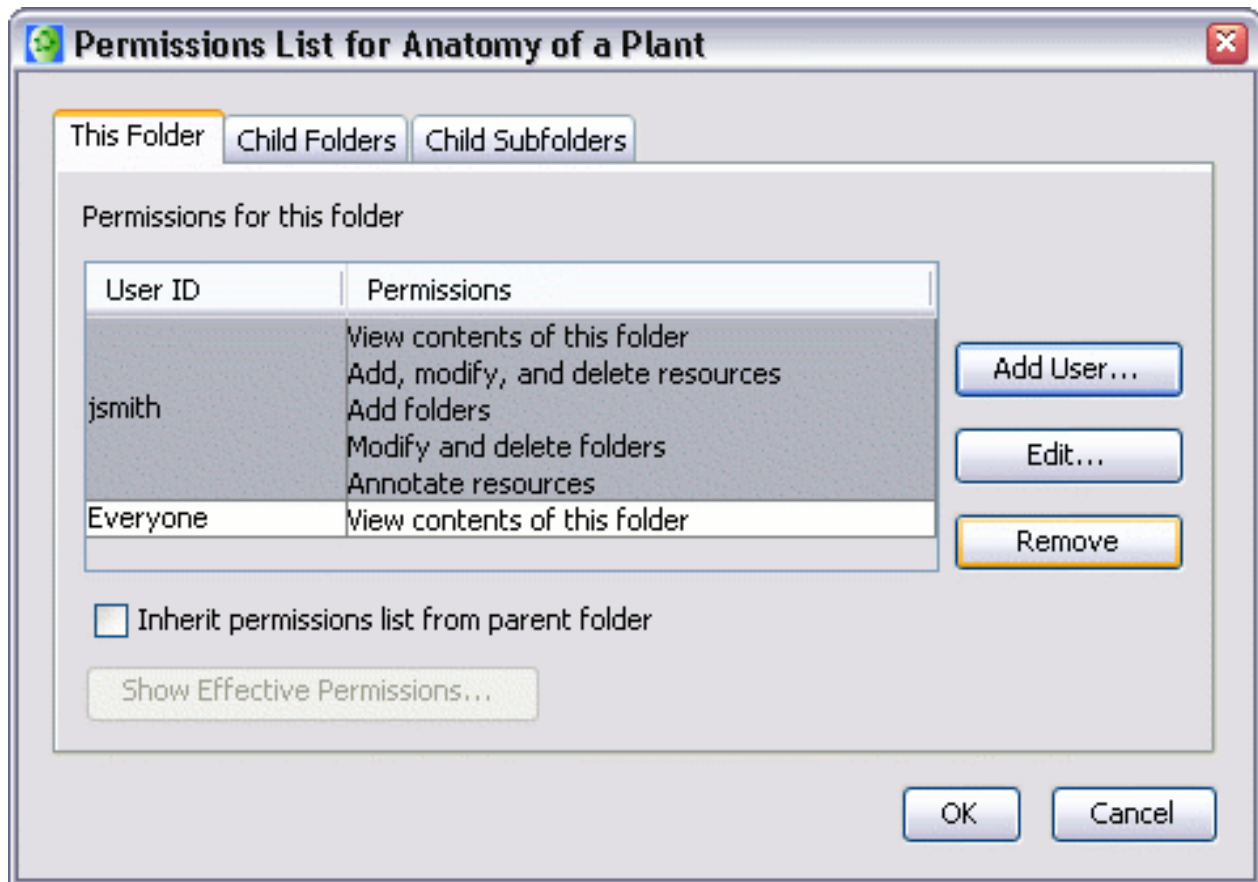 Permissions List for Anatomy of a Plant
This Folder Child Folders Child Subfolders
Permissions for this folder
User ID Permissions
View contents of this folder
Add, modify, and delete resources
jsmith Add folders
Modify and delete folders
Annotate resources
Everyone View contents of this folder
Add User...
Edit...
Remove
Inherit permissions list from parent folder
Show Effective Permissions...
OK Cancel